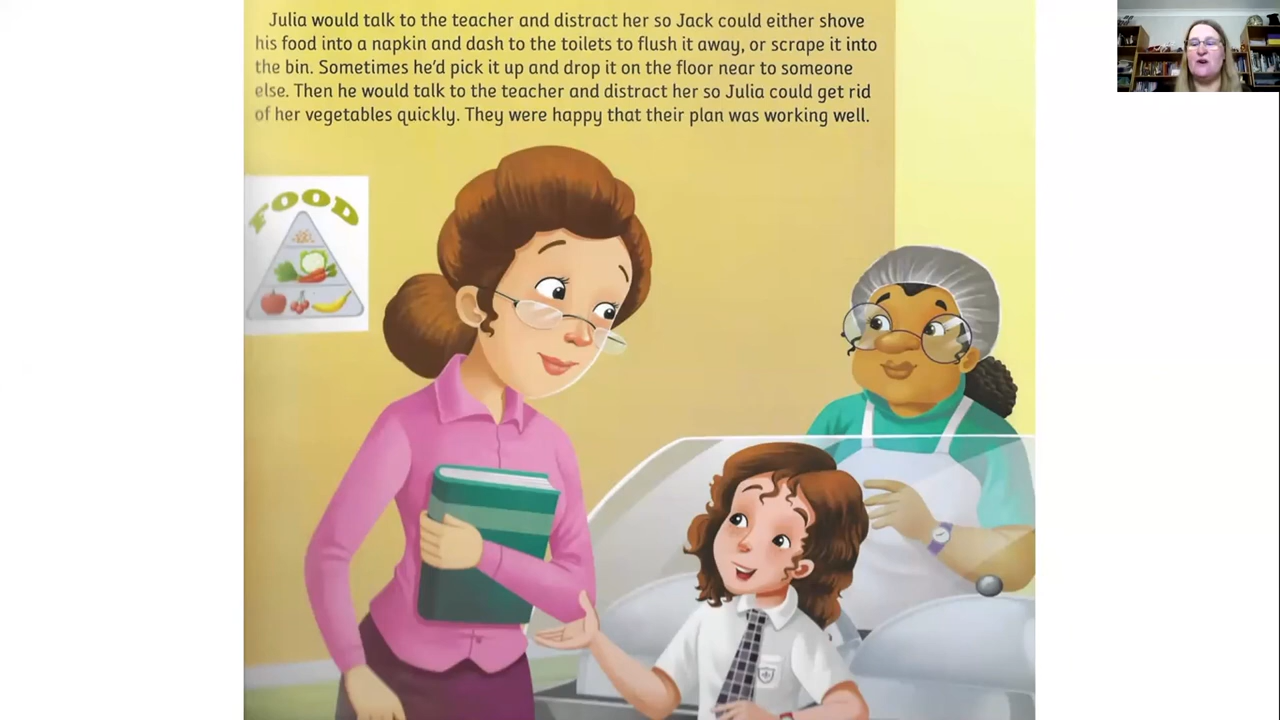 Julia would talk to the teacher and distract her so Jack could either shove
his food into a napkin and dash to the toilets to flush it away, or scrape it into
the bin. Sometimes he'd pick it up and drop it on the floor near to someone
else. Then he would talk to the teacher and distract her so Julia could get rid
of her vegetables quickly. They were happy that their plan was working well.
FOOD